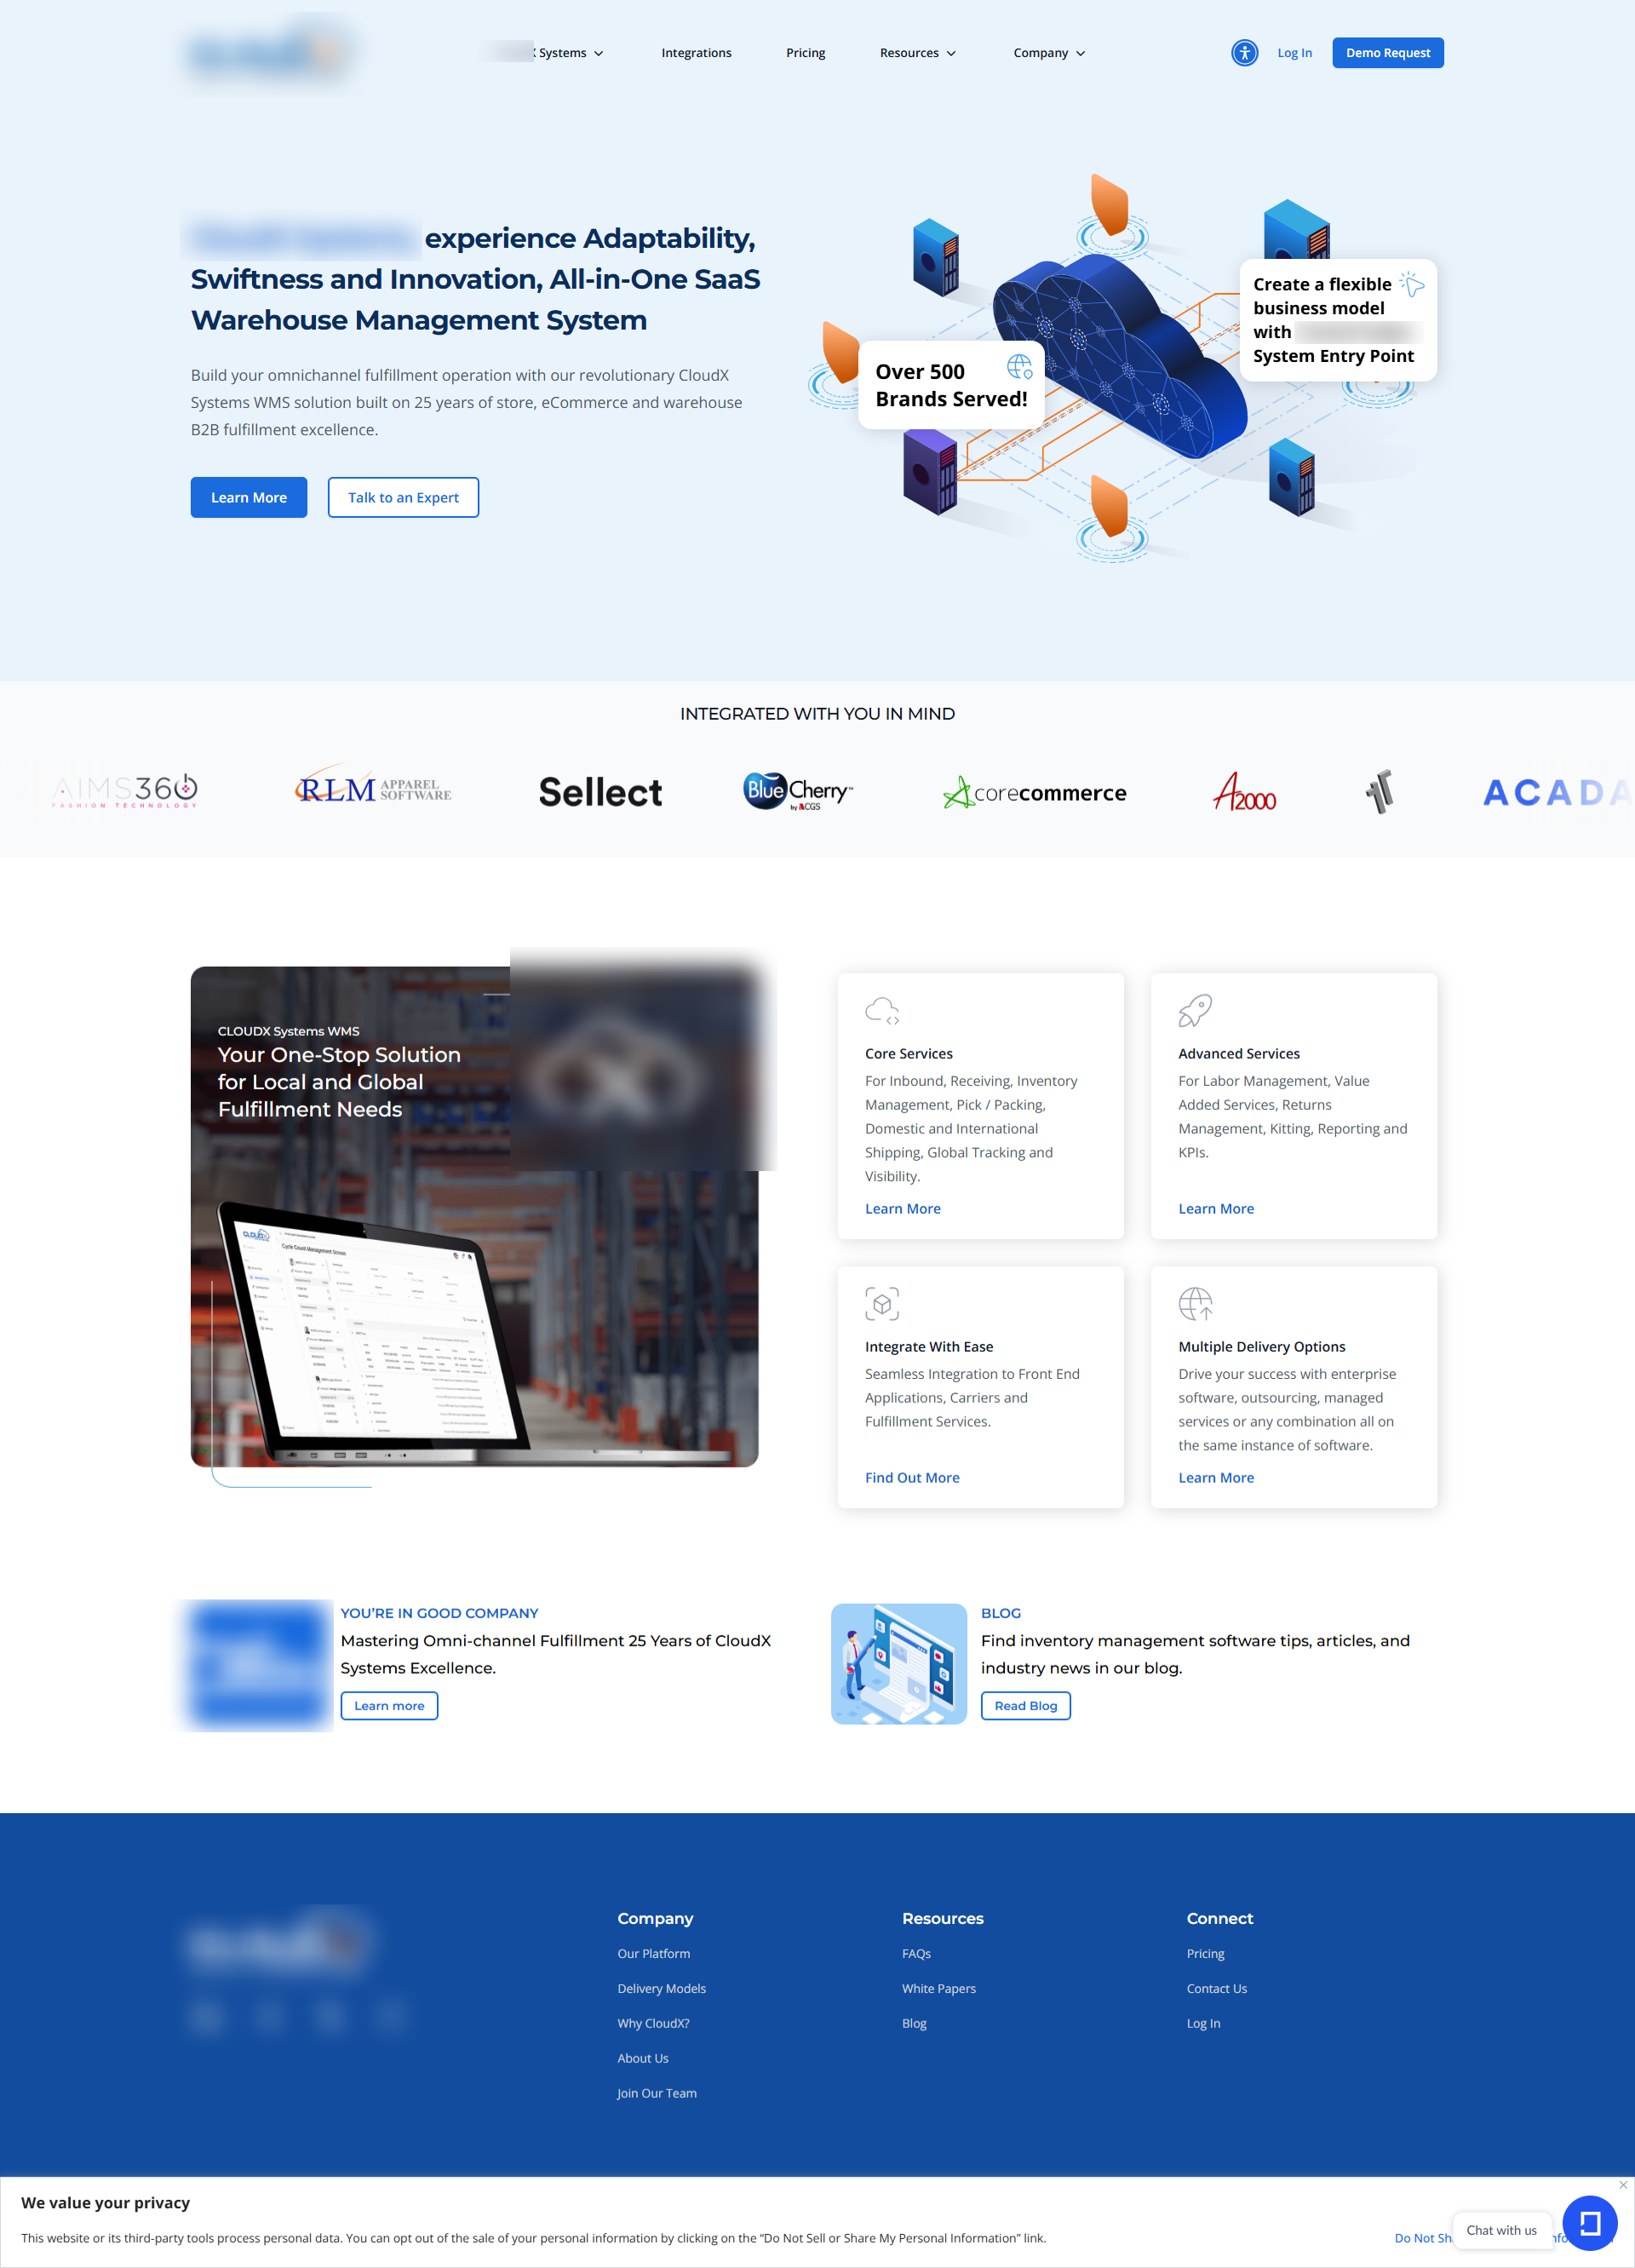 Systems
Integrations
Pricing
Resources
Company
Log In
Demo Request
experience Adaptability,
Swiftness and Innovation, All-in-One SaaS
Warehouse Management System
Build your omnichannel fulfillment operation with our revolutionary CloudX
Systems WMS solution built on 25 years of store, eCommerce and warehouse
B2B fulfillment excellence.
Learn More
Talk to an Expert
Over 500
Brands Served!
Create a flexible
business model
with
System Entry Point
INTEGRATED WITH YOU IN MIND
AIMS360
FASHION TECHNOLOGY
RLM APPAREL
SOFTWARE
Sellect
BlueCherry™
by CGS
corecommerce
A2000
ACADA
CLOUDX Systems WMS
Your One-Stop Solution
for Local and Global
Fulfillment Needs
CLOUDX
Cycle Count Management Screen
Core Services
For Inbound, Receiving, Inventory
Management, Pick / Packing,
Domestic and International
Shipping, Global Tracking and
Visibility.
Learn More
Advanced Services
For Labor Management, Value
Added Services, Returns
Management, Kitting, Reporting and
KPIs.
Learn More
Integrate With Ease
Seamless Integration to Front End
Applications, Carriers and
Fulfillment Services.
Find Out More
Multiple Delivery Options
Drive your success with enterprise
software, outsourcing, managed
services or any combination all on
the same instance of software.
Learn More
YOU’RE IN GOOD COMPANY
Mastering Omni-channel Fulfillment 25 Years of CloudX
Systems Excellence.
Learn more
BLOG
Find inventory management software tips, articles, and
industry news in our blog.
Read Blog
Company
Our Platform
Delivery Models
Why CloudX?
About Us
Join Our Team
Resources
FAQs
White Papers
Blog
Connect
Pricing
Contact Us
Log In
We value your privacy
This website or its third-party tools process personal data. You can opt out of the sale of your personal information by clicking on the “Do Not Sell or Share My Personal Information” link.
Do Not
Chat with us